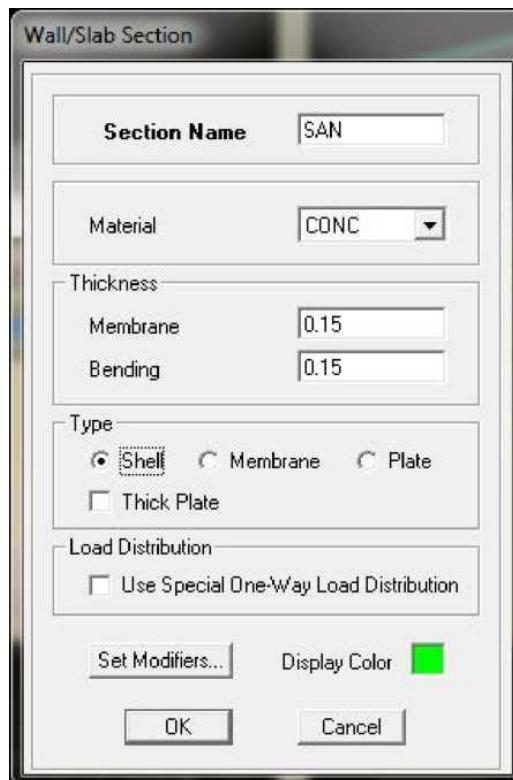 Wall/Slab Section
Section Name SAN
Material CONC
Thickness
Membrane 0.15
Bending 0.15
Type
Shell Membrane Plate
Thick Plate
Load Distribution
Use Special One-Way Load Distribution
Set Modifiers... Display Color
OK Cancel